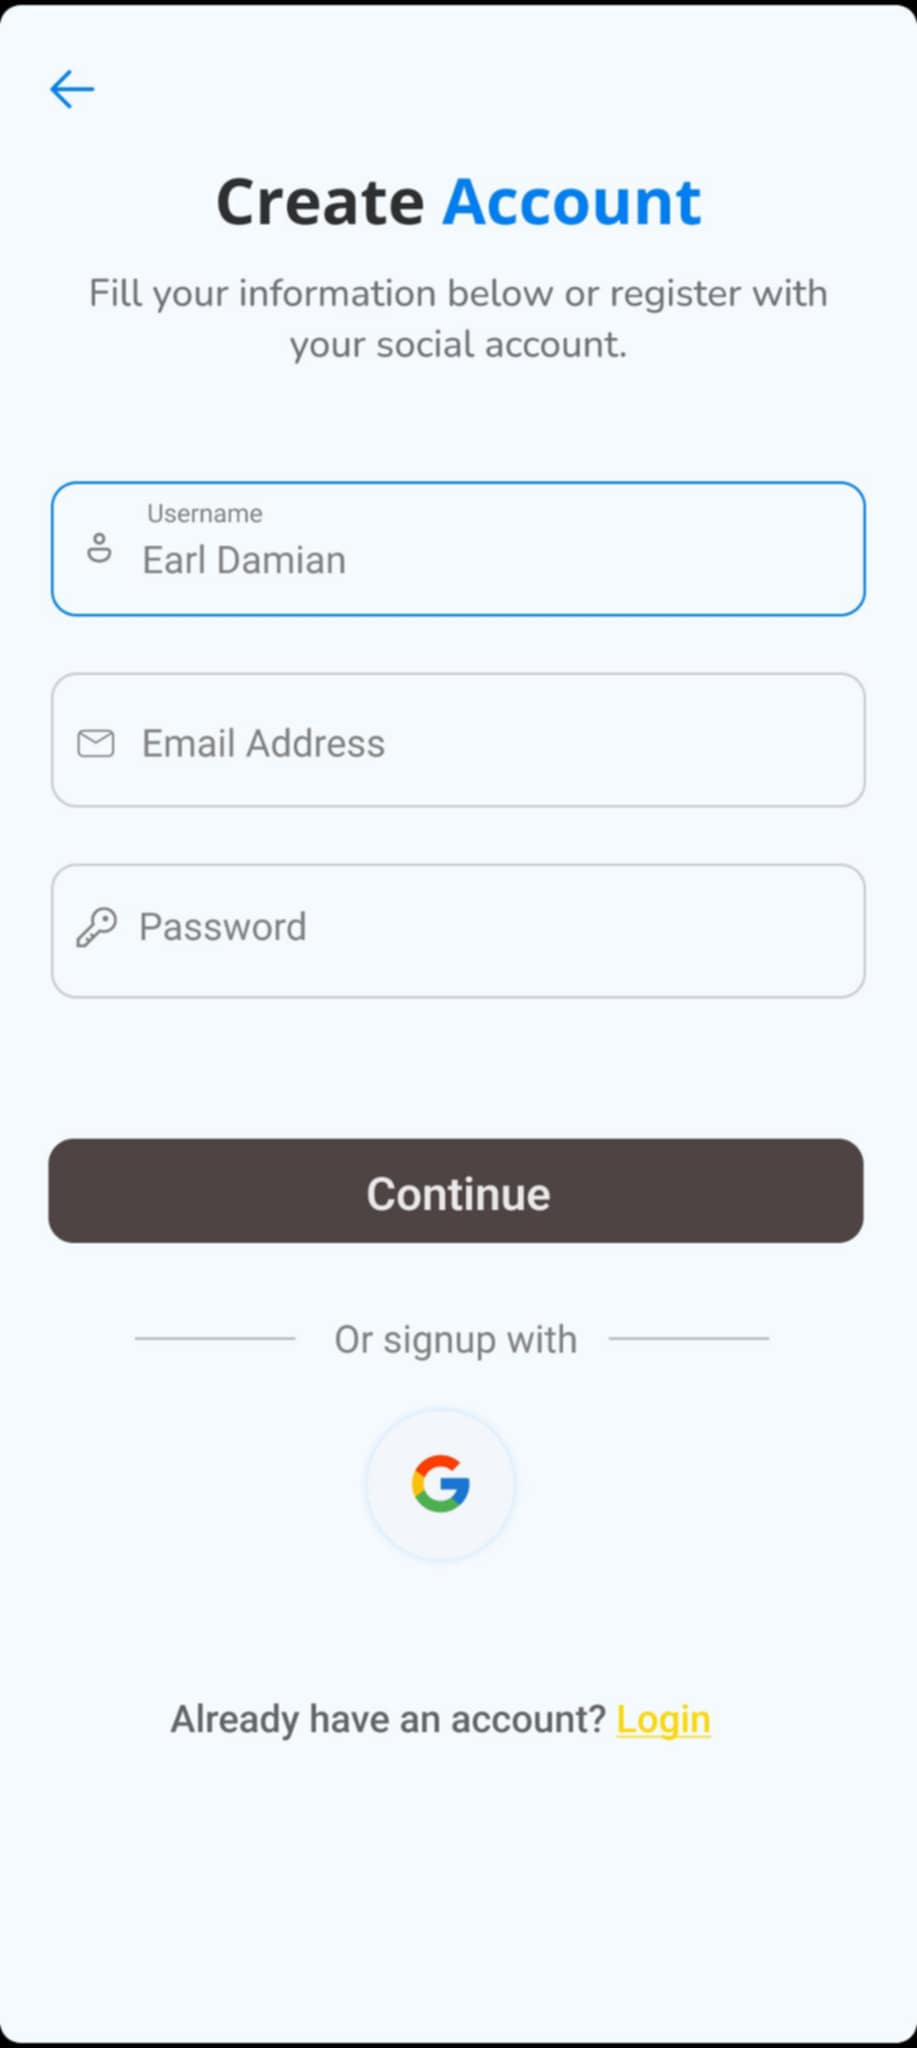 Create Account
Fill your information below or register with
your social account.
Username
Earl Damian
Email Address
Password
Continue
Or signup with
Already have an account? Login